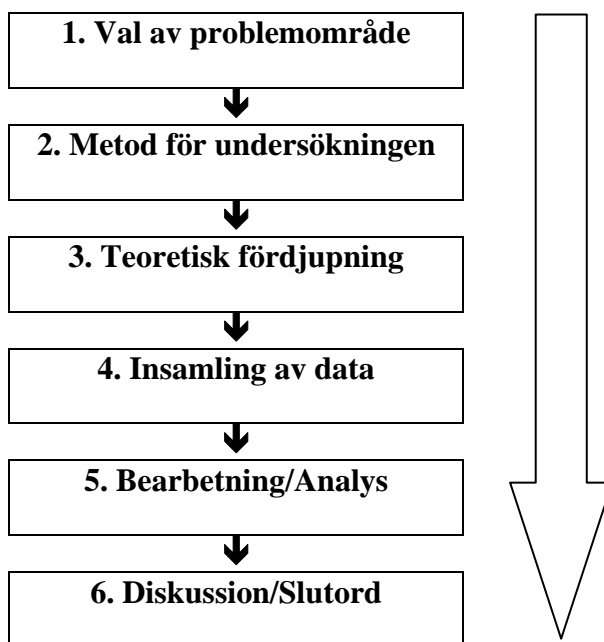 1. Val av problemområde
2. Metod för undersökningen
3. Teoretisk fördjupning
4. Insamling av data
5. Bearbetning/Analys
6. Diskussion/Slutord